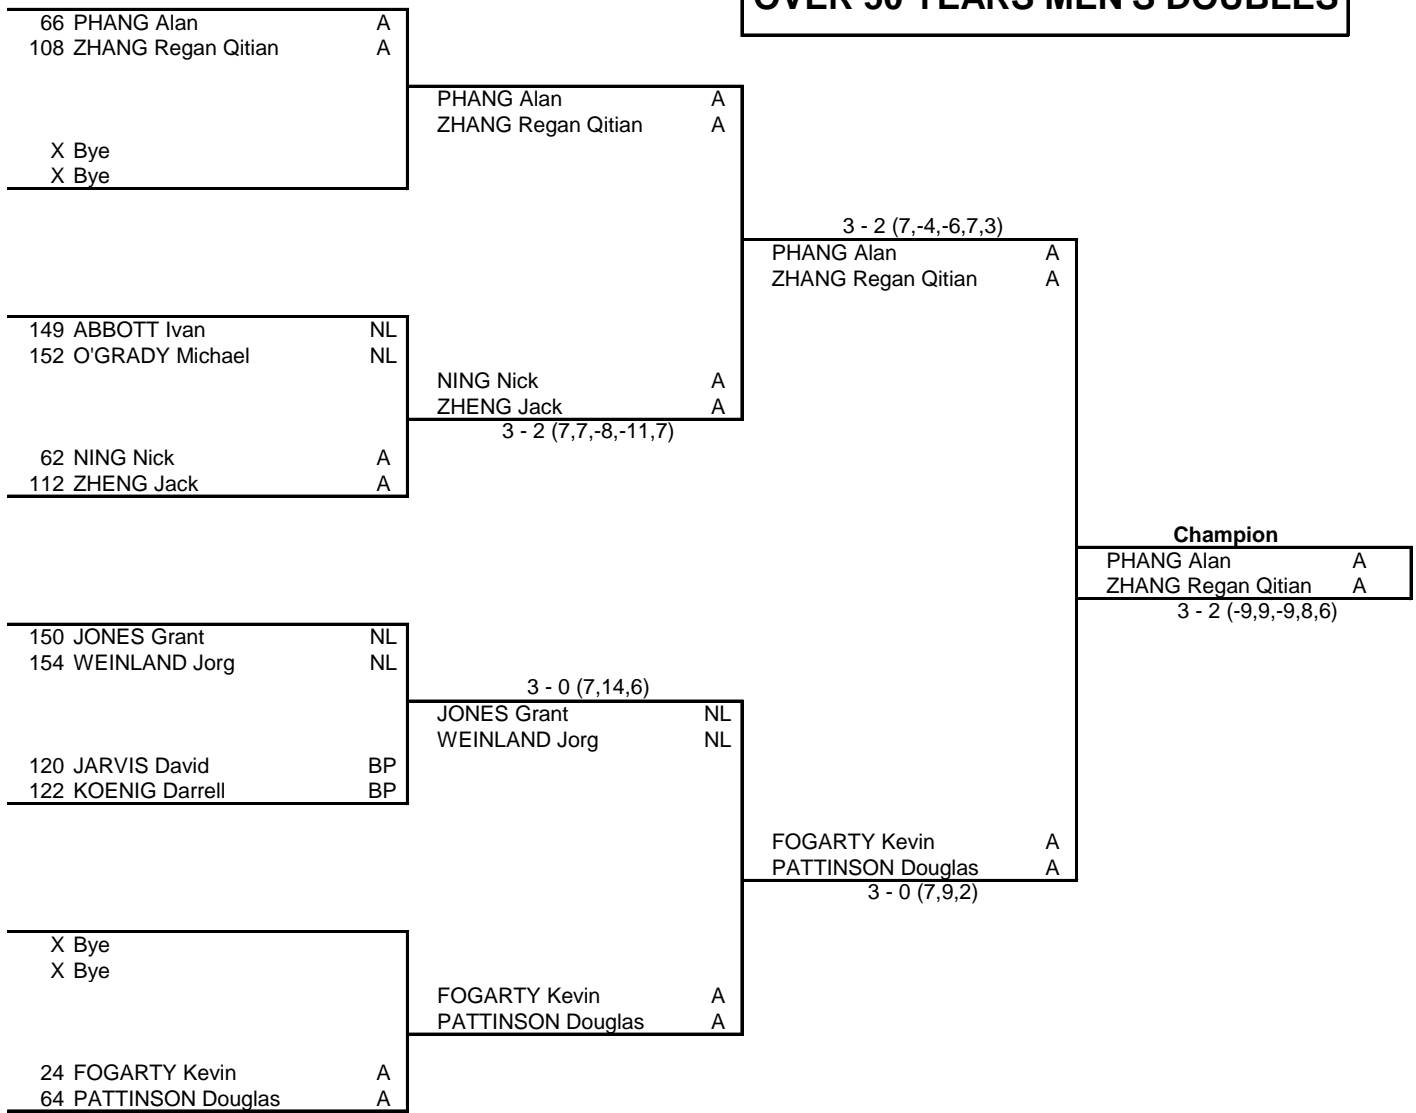 OVER 50 YEARS MEN'S DOUBLES
66 PHANG Alan A
108 ZHANG Regan Qitian A
X Bye
X Bye
149 ABBOTT Ivan NL
152 O'GRADY Michael NL
62 NING Nick A
112 ZHENG Jack A
150 JONES Grant NL
154 WEINLAND Jorg NL
120 JARVIS David BP
122 KOENIG Darrell BP
X Bye
X Bye
24 FOGARTY Kevin A
64 PATTINSON Douglas A
PHANG Alan A
ZHANG Regan Qitian A
NING Nick A
ZHENG Jack A
3 - 2 (7,7,-8,-11,7)
3 - 0 (7,14,6)
JONES Grant NL
WEINLAND Jorg NL
FOGARTY Kevin A
PATTINSON Douglas A
3 - 2 (7,-4,-6,7,3)
PHANG Alan A
ZHANG Regan Qitian A
FOGARTY Kevin A
PATTINSON Douglas A
3 - 0 (7,9,2)
Champion
PHANG Alan A
ZHANG Regan Qitian A
3 - 2 (-9,9,-9,8,6)